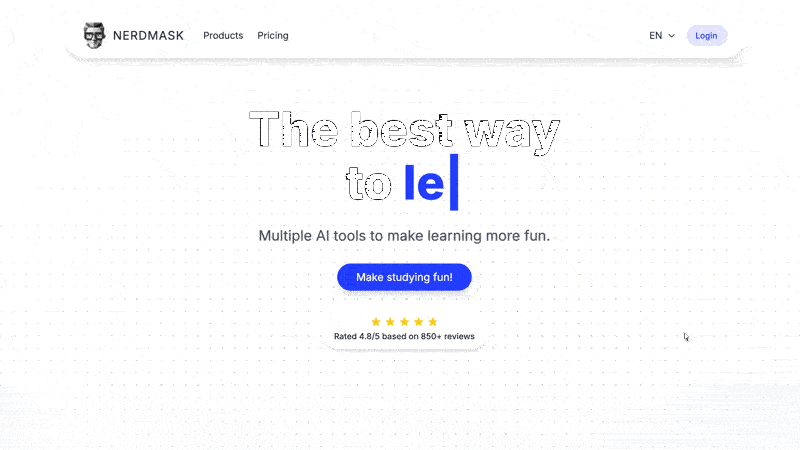 NERDMASK Products Pricing EN Login
The best way
to le
Multiple AI tools to make learning more fun.
Make studying fun!
Rated 4.8/5 based on 850+ reviews